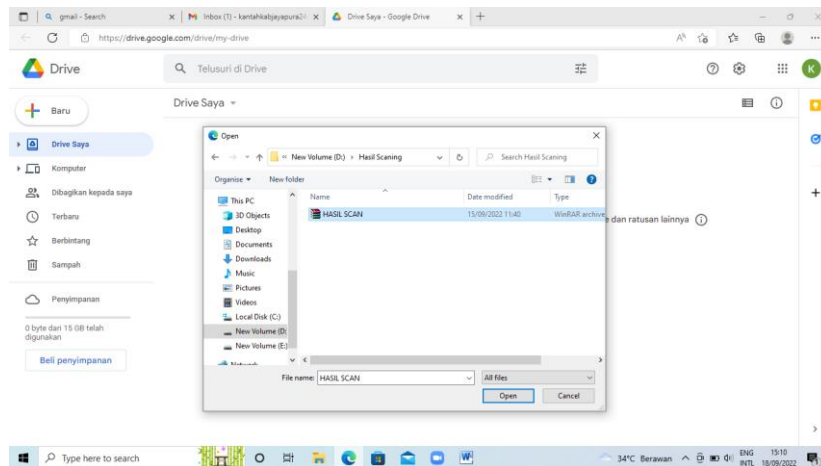 gmail - Search
Inbox (1) - kantahkabjayapura2
Drive Saya - Google Drive
https://drive.google.com/drive/my-drive
Drive
Telusuri di Drive
K
Baru
Drive Saya
Drive Saya
Komputer
Dibagikan kepada saya
Terbaru
Berbintang
Sampah
Penyimpanan
0 byte dari 15 GB telah
digunakan
Beli penyimpanan
Open
New Volume (D:) › Hasil Scaning
Search Hasil Scaning
Organise
New folder
Name
Date modified
Type
HASIL SCAN
15/09/2022 11:40
WinRAR archive
This PC
3D Objects
Desktop
Documents
Downloads
Music
Pictures
Videos
Local Disk (C:)
New Volume (D:
New Volume (E:)
Network
dan ratusan lainnya
File name:
HASIL SCAN
All files
Open
Cancel
Type here to search
34°C Berawan
ENG
INTL
15:10
18/09/2022